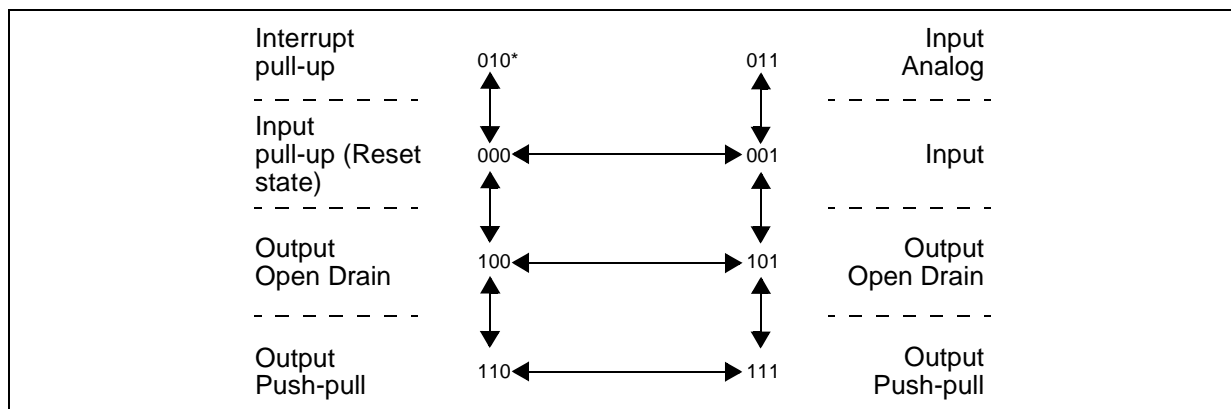 Interrupt
pull-up
010*
011
Input
Analog
Input
pull-up (Reset
state)
000
001
Input
Output
Open Drain
100
101
Output
Open Drain
Output
Push-pull
110
111
Output
Push-pull